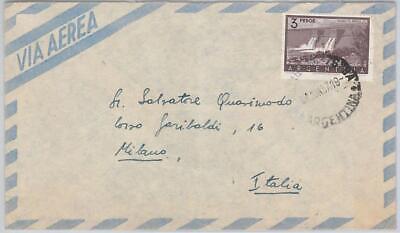 VIA AEREA
3 PESOS
ARGENTINA
ARGENTINA
Sr. Salvatore Quasimodo
Corso Garibaldi, 16
Milano,
Italia